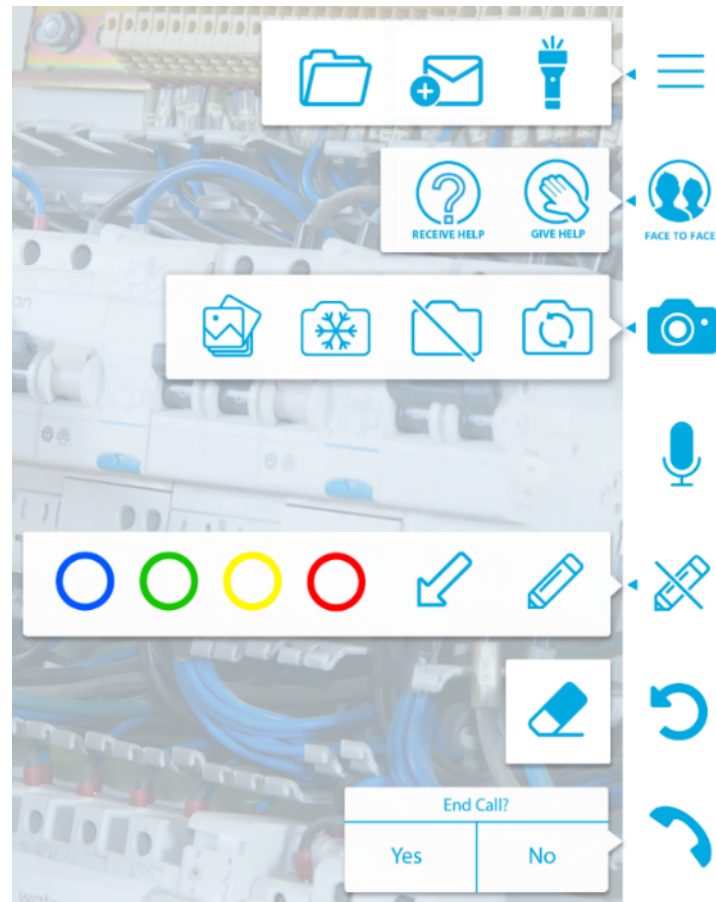 RECEIVE HELP
GIVE HELP
FACE TO FACE
End Call?
Yes
No